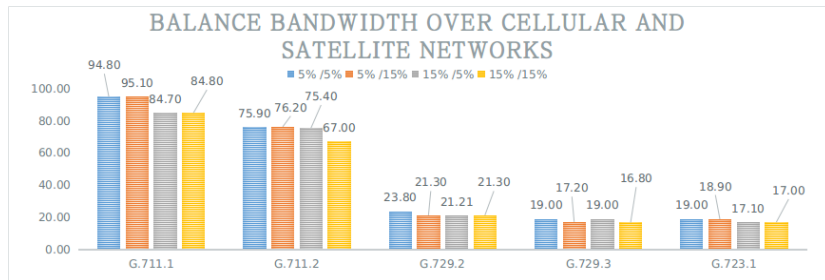 BALANCE BANDWIDTH OVER CELLULAR AND
SATELLITE NETWORKS
5% /5% 5% /15% 15% /5% 15% /15%
94.80 95.10 84.70 84.80
75.90 76.20 75.40 67.00
23.80 21.30 21.21 21.30
19.00 17.20 19.00 16.80
19.00 18.90 17.10 17.00
100.00
80.00
60.00
40.00
20.00
0.00
G.711.1 G.711.2 G.729.2 G.729.3 G.723.1